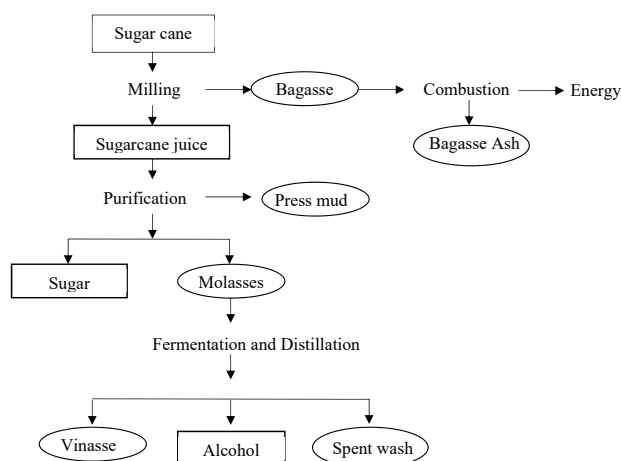 Sugar cane
Milling
Bagasse
Combustion
Energy
Sugarcane juice
Bagasse Ash
Purification
Press mud
Sugar
Molasses
Fermentation and Distillation
Vinasse
Alcohol
Spent wash